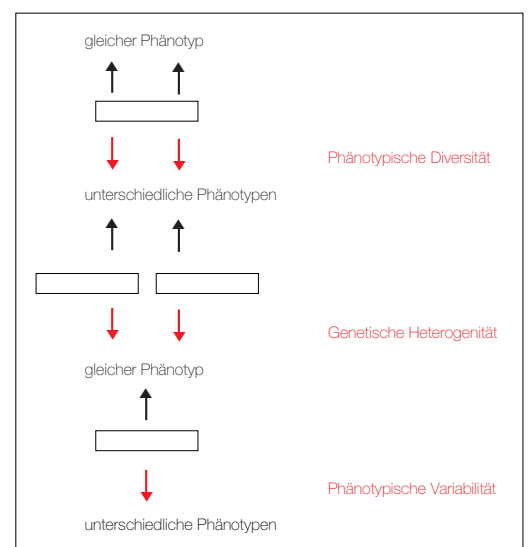 gleicher Phänotyp
Phänotypische Diversität
unterschiedliche Phänotypen
Genetische Heterogenität
gleicher Phänotyp
Phänotypische Variabilität
unterschiedliche Phänotypen